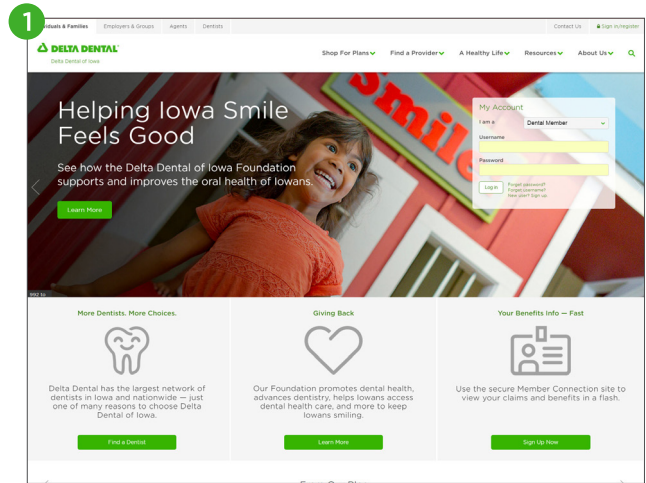 1
Individuals & Families Employers & Groups Agents Dentists Contact Us Sign in/register
DELTA DENTAL®
Delta Dental of Iowa
Shop For Plans Find a Provider A Healthy Life Resources About Us
Helping Iowa Smile
Feels Good
See how the Delta Dental of Iowa Foundation
supports and improves the oral health of Iowans.
Learn More
Smile
My Account
I am a Dental Member
Username
Password
Log in
Forgot password?
Forgot username?
New user? Sign up
More Dentists. More Choices.
Delta Dental has the largest network of
dentists in Iowa and nationwide — just
one of many reasons to choose Delta
Dental of Iowa.
Find a Dentist
Giving Back
Our Foundation promotes dental health,
advances dentistry, helps Iowans access
dental health care, and more to keep
Iowans smiling.
Learn More
Your Benefits Info — Fast
Use the secure Member Connection site to
view your claims and benefits in a flash.
Sign Up Now